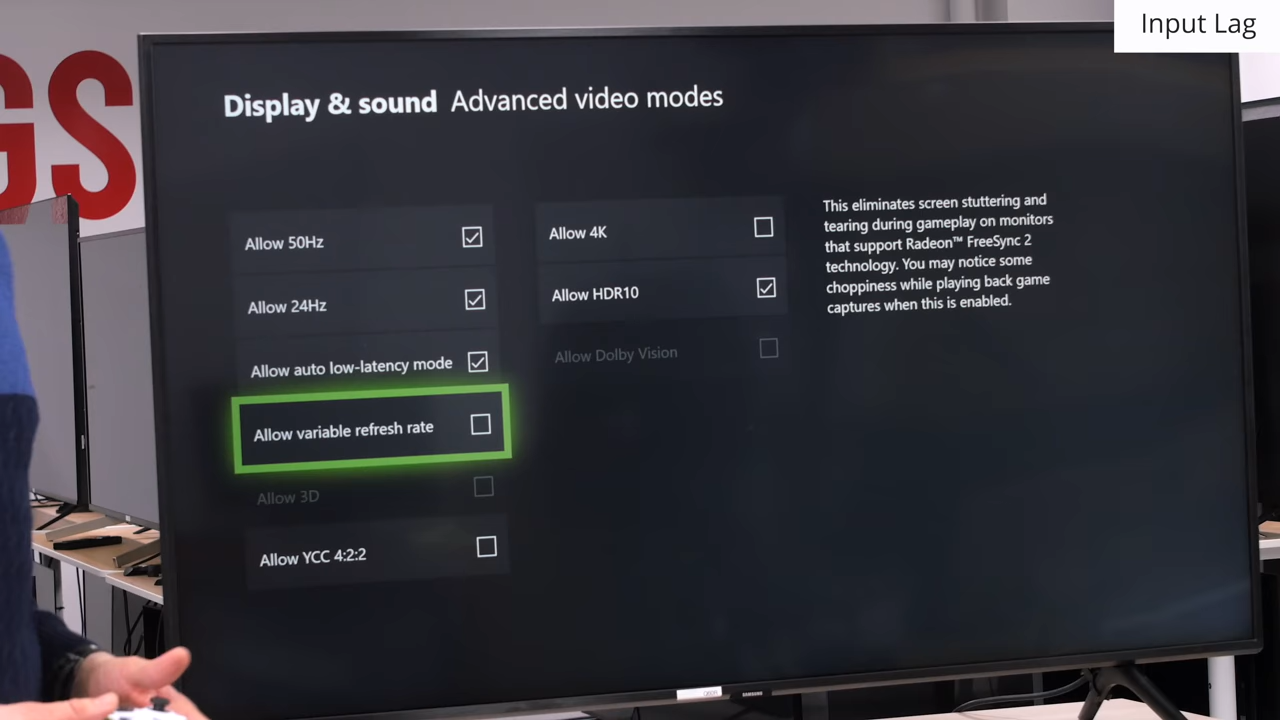 Input Lag
GS
Display & sound Advanced video modes
Allow 50Hz
Allow 24Hz
Allow auto low-latency mode
Allow variable refresh rate
Allow 3D
Allow YCC 4:2:2
Allow 4K
Allow HDR10
Allow Dolby Vision
This eliminates screen stuttering and
tearing during gameplay on monitors
that support Radeon™ FreeSync 2
technology. You may notice some
choppiness while playing back game
captures when this is enabled.
SAMSUNG